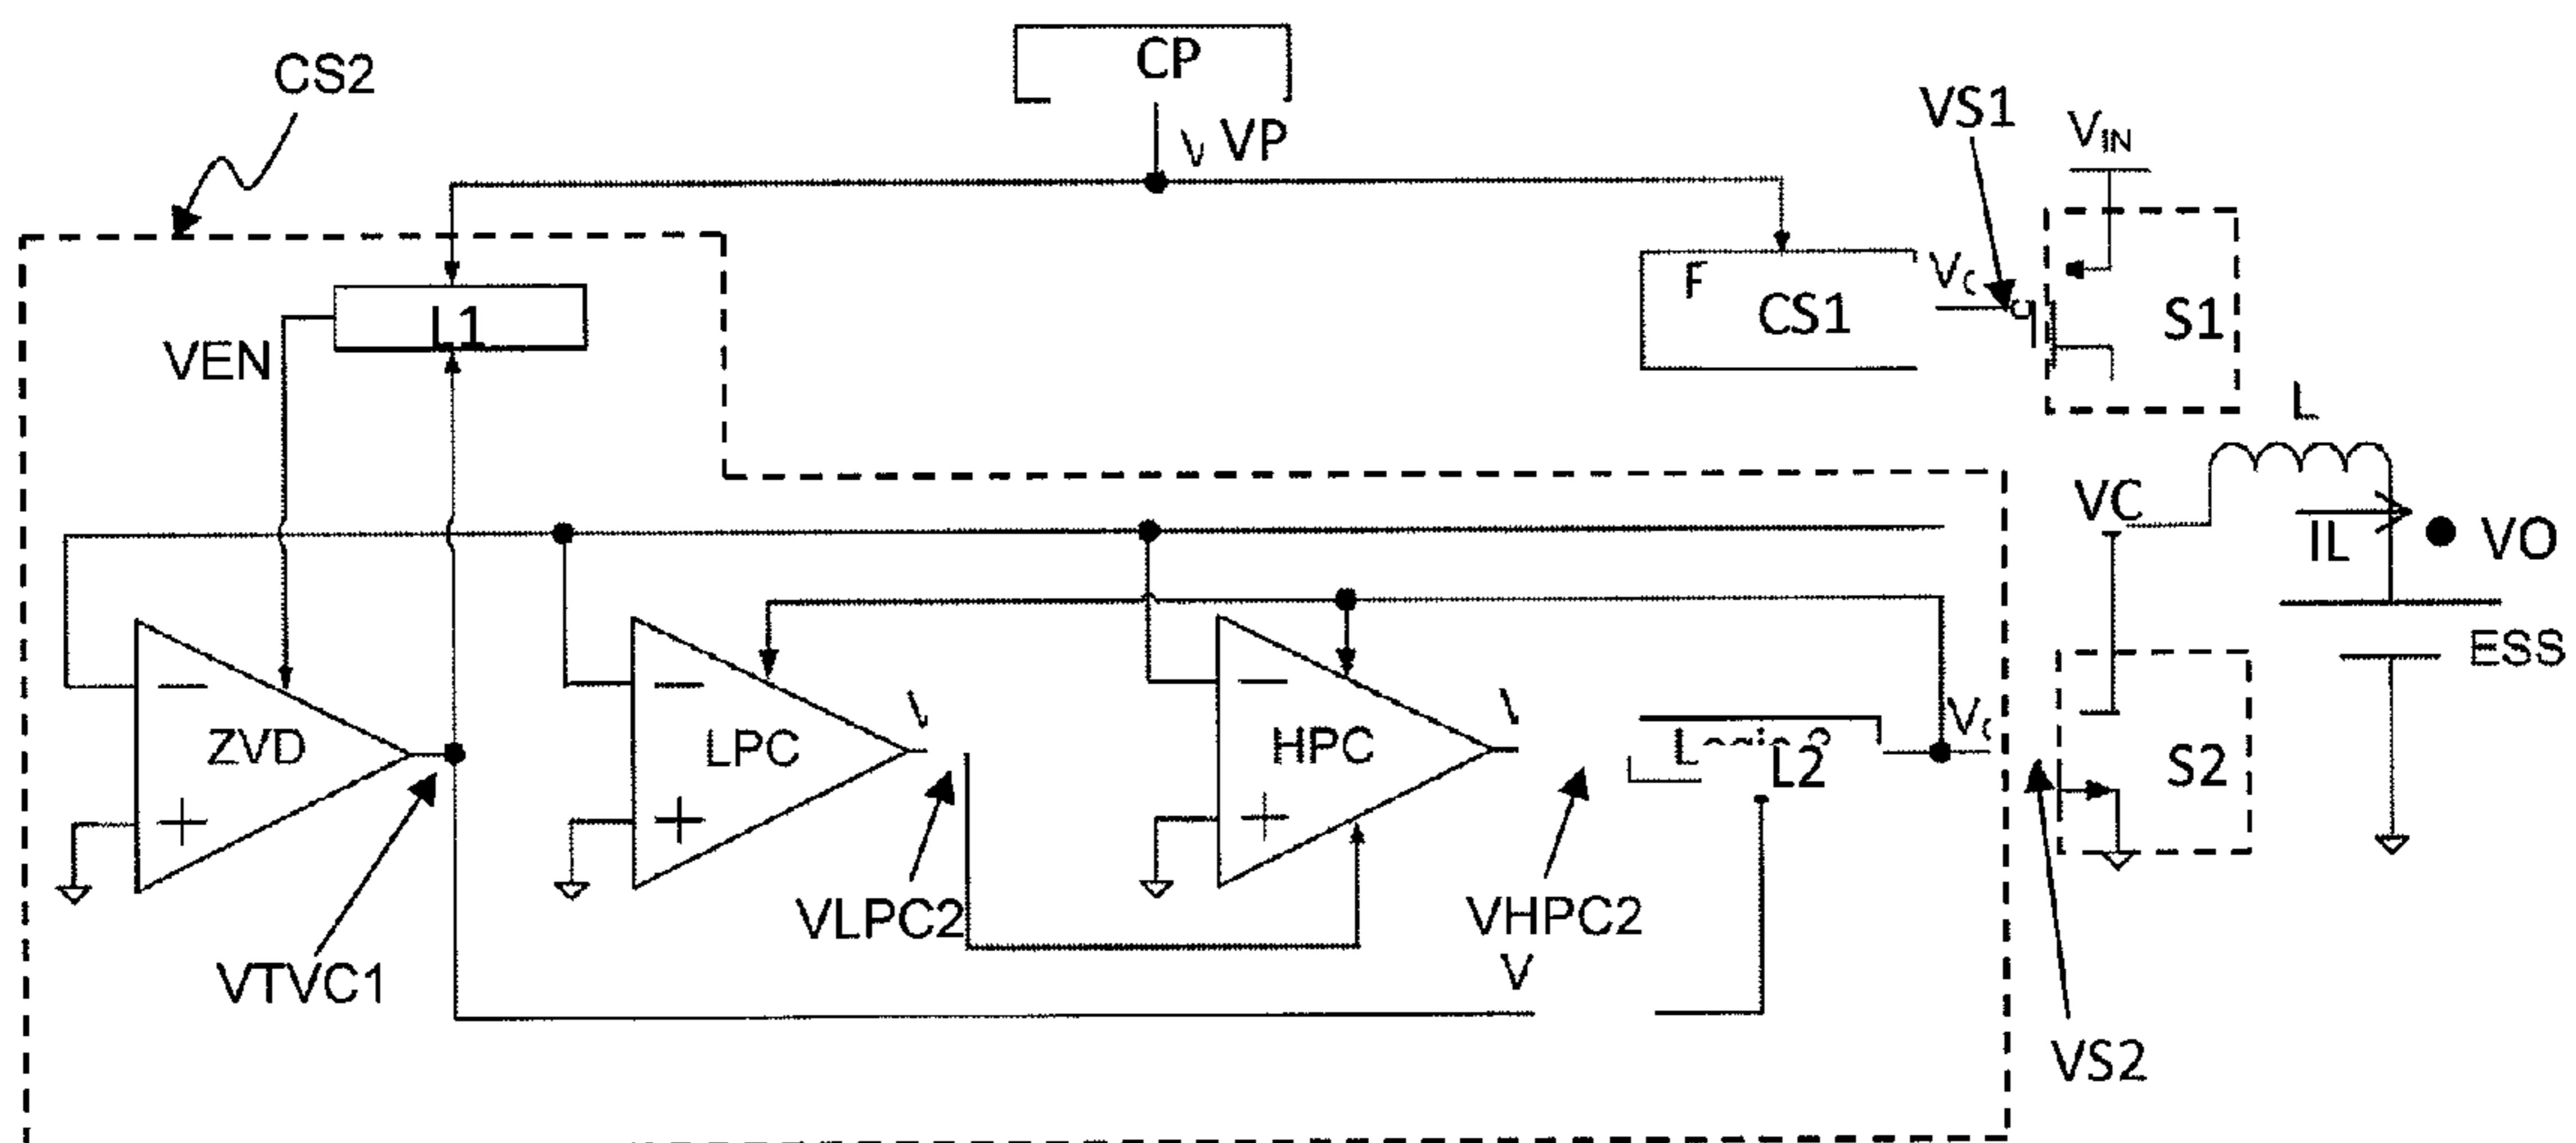 CP
CS2
VS1
V VP
VIN
F
CS1
S1
L1
VEN
L
VC
IL
VO
ESS
ZVD
LPC
HPC
V
V
L2
S2
VLPC2
VHPC2
VTVC1
V
VS2